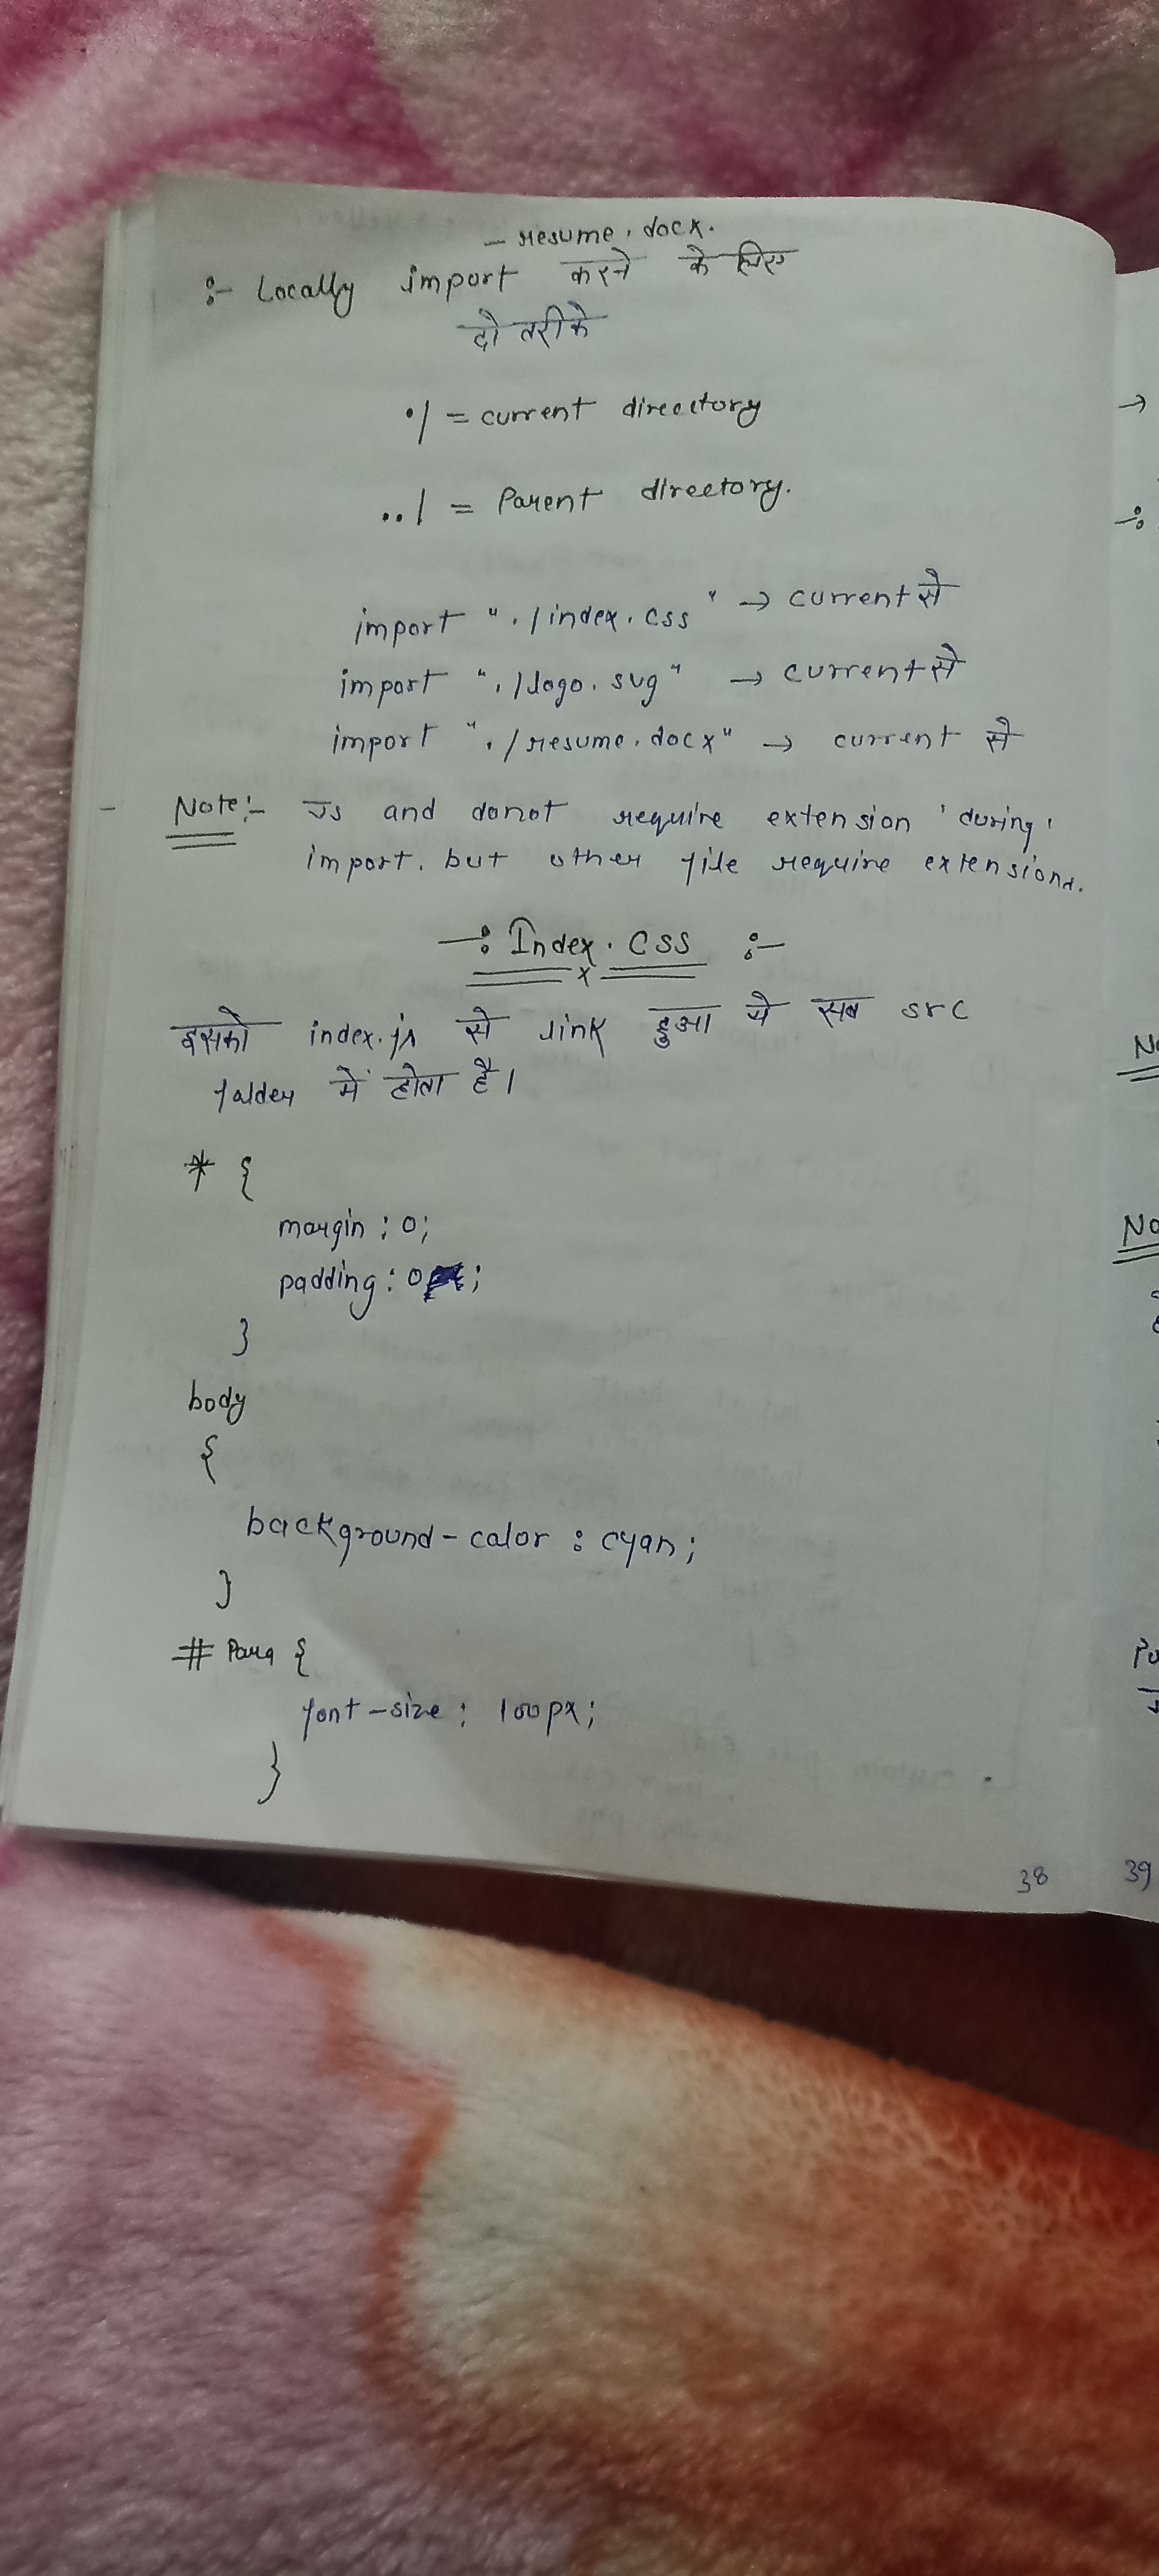 - resume.docx.
:- Locally import करने के लिए
दो तरीके
./ = current directory
../ = Parent directory.
import "./index.css" → current से
import "./logo.svg" → current से
import "./resume.docx" → current से
- Note:- Js and donot require extension 'during'
import. but other file require extensions.
-: Index.css :-
x
इसको index.js से link हुआ ये सब src
folder में होता है।
* {
margin : 0;
padding : 0 ;
}
body
{
background-color : cyan;
}
# Para {
font-size : 100px;
}
38
→
-:
No
No
39